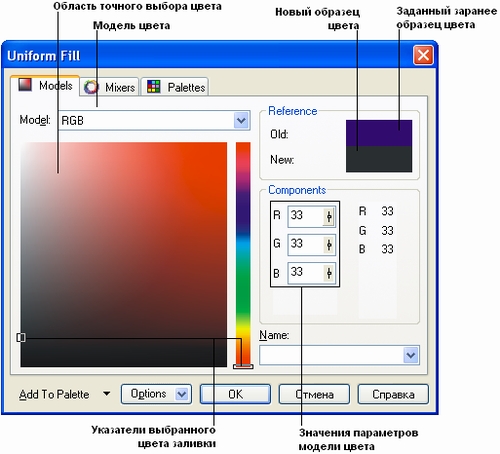 Область точного выбора цвета
Модель цвета
Новый образец
цвета
Заданный заранее
образец цвета
Uniform Fill
Models
Mixers
Palettes
Model:
RGB
Reference
Old:
New:
Components
R 33
G 33
B 33
R 33
G 33
B 33
Name:
Add To Palette
Options
OK
Отмена
Справка
Указатели выбранного
цвета заливки
Значения параметров
модели цвета